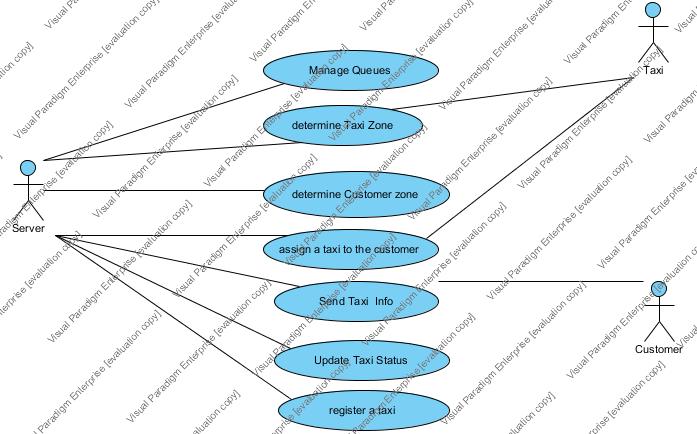 Manage Queues
Taxi
determine Taxi Zone
determine Customer zone
Server
assign a taxi to the customer
Send Taxi Info
Customer
Update Taxi Status
register a taxi
Visual Paradigm Enterprise [evaluation copy]